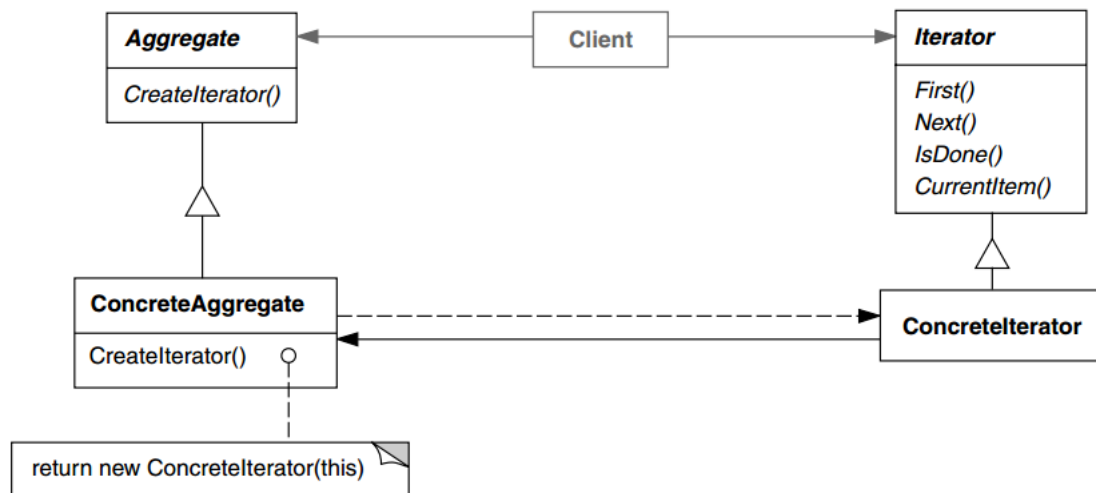 Aggregate
CreateIterator()
Client
Iterator
First()
Next()
IsDone()
CurrentItem()
ConcreteAggregate
CreateIterator()
ConcreteIterator
return new ConcreteIterator(this)